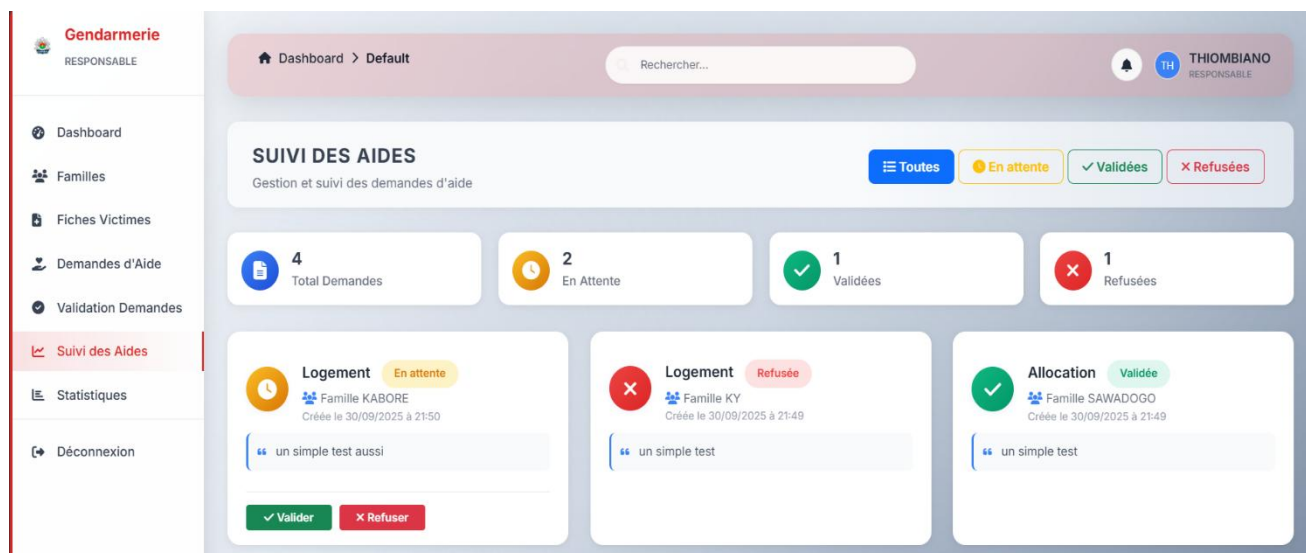 Gendarmerie
RESPONSABLE
Dashboard
Familles
Fiches Victimes
Demandes d'Aide
Validation Demandes
Suivi des Aides
Statistiques
Déconnexion
Dashboard > Default
Rechercher...
TH
THIOMBIANO
RESPONSABLE
SUIVI DES AIDES
Gestion et suivi des demandes d'aide
Toutes
En attente
Validées
Refusées
4
Total Demandes
2
En Attente
1
Validées
1
Refusées
Logement En attente
Famille KABORE
Créée le 30/09/2025 à 21:50
un simple test aussi
Valider
Refuser
Logement Refusée
Famille KY
Créée le 30/09/2025 à 21:49
un simple test
Allocation Validée
Famille SAWADOGO
Créée le 30/09/2025 à 21:49
un simple test